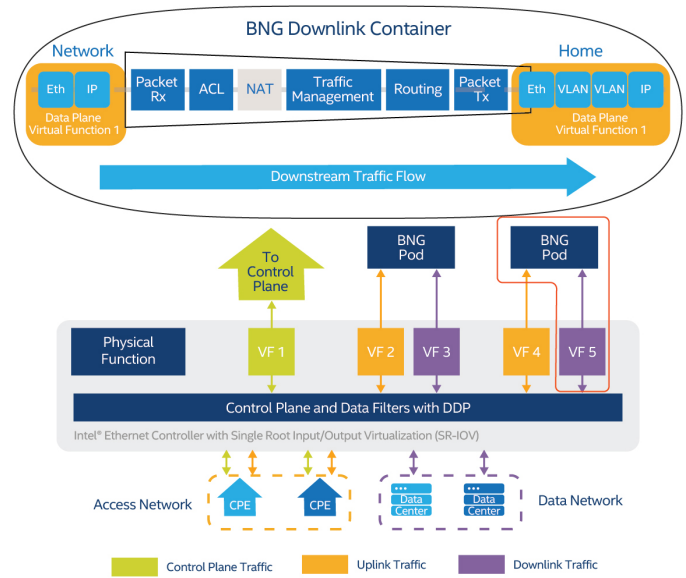 BNG Downlink Container
Network
Home
Eth
IP
Data Plane
Virtual Function 1
Packet
Rx
ACL
NAT
Traffic
Management
Routing
Packet
Tx
Eth
VLAN
VLAN
IP
Data Plane
Virtual Function 1
Downstream Traffic Flow
To
Control
Plane
BNG
Pod
BNG
Pod
Physical
Function
VF 1
VF 2
VF 3
VF 4
VF 5
Control Plane and Data Filters with DDP
Intel® Ethernet Controller with Single Root Input/Output Virtualization (SR-IOV)
Access Network
CPE
CPE
Data
Center
Data
Center
Data Network
Control Plane Traffic
Uplink Traffic
Downlink Traffic